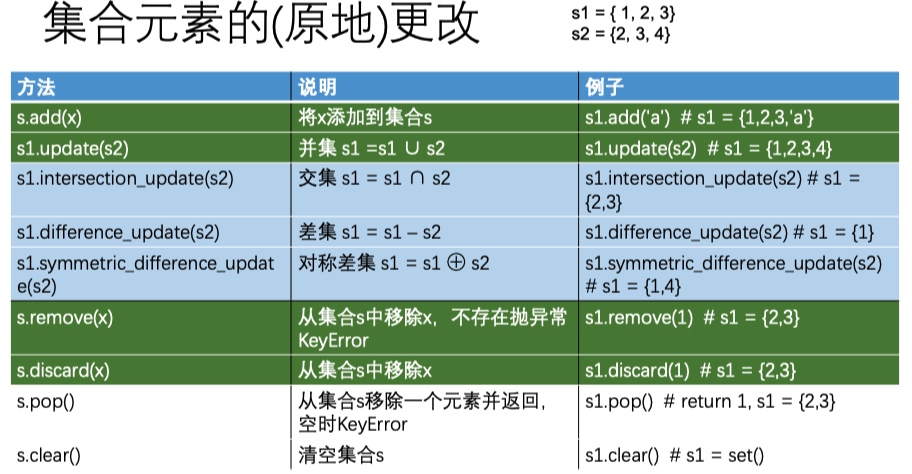 集合元素的(原地)更改
s1 = { 1, 2, 3}
s2 = {2, 3, 4}
方法 说明 例子
s.add(x) 将x添加到集合s s1.add('a') # s1 = {1,2,3,'a'}
s1.update(s2) 并集 s1 =s1 ∪ s2 s1.update(s2) # s1 = {1,2,3,4}
s1.intersection_update(s2) 交集 s1 = s1 ∩ s2 s1.intersection_update(s2) # s1 =
{2,3}
s1.difference_update(s2) 差集 s1 = s1 – s2 s1.difference_update(s2) # s1 = {1}
s1.symmetric_difference_updat 对称差集 s1 = s1 ⊕ s2 s1.symmetric_difference_update(s2)
e(s2) # s1 = {1,4}
s.remove(x) 从集合s中移除x，不存在抛异常 s1.remove(1) # s1 = {2,3}
KeyError
s.discard(x) 从集合s中移除x s1.discard(1) # s1 = {2,3}
s.pop() 从集合s移除一个元素并返回， s1.pop() # return 1, s1 = {2,3}
空时KeyError
s.clear() 清空集合s s1.clear() # s1 = set()